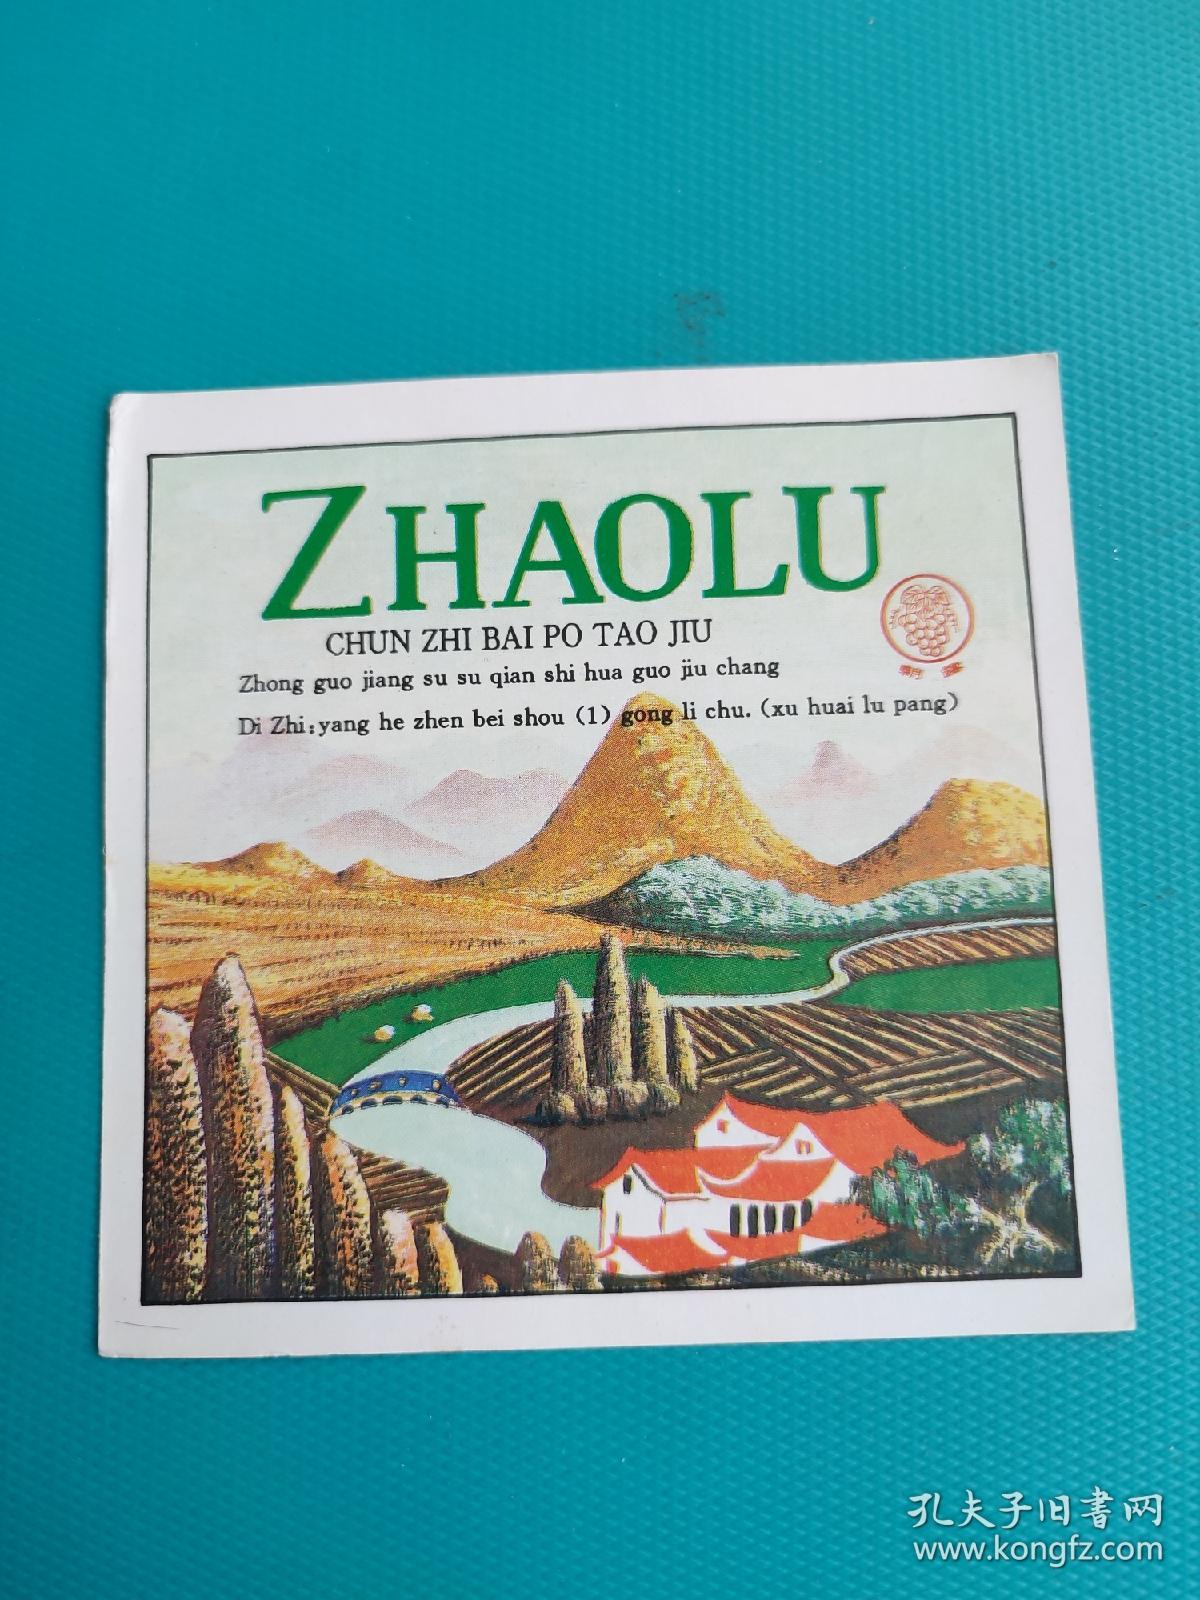 ZHAOLU
CHUN ZHI BAI PO TAO JIU
Zhong guo jiang su su qian shi hua guo jiu chang
Di Zhi:yang he zhen bei shou (1) gong li chu. (xu huai lu pang)
朝露
孔夫子旧书网
www.kongfz.com